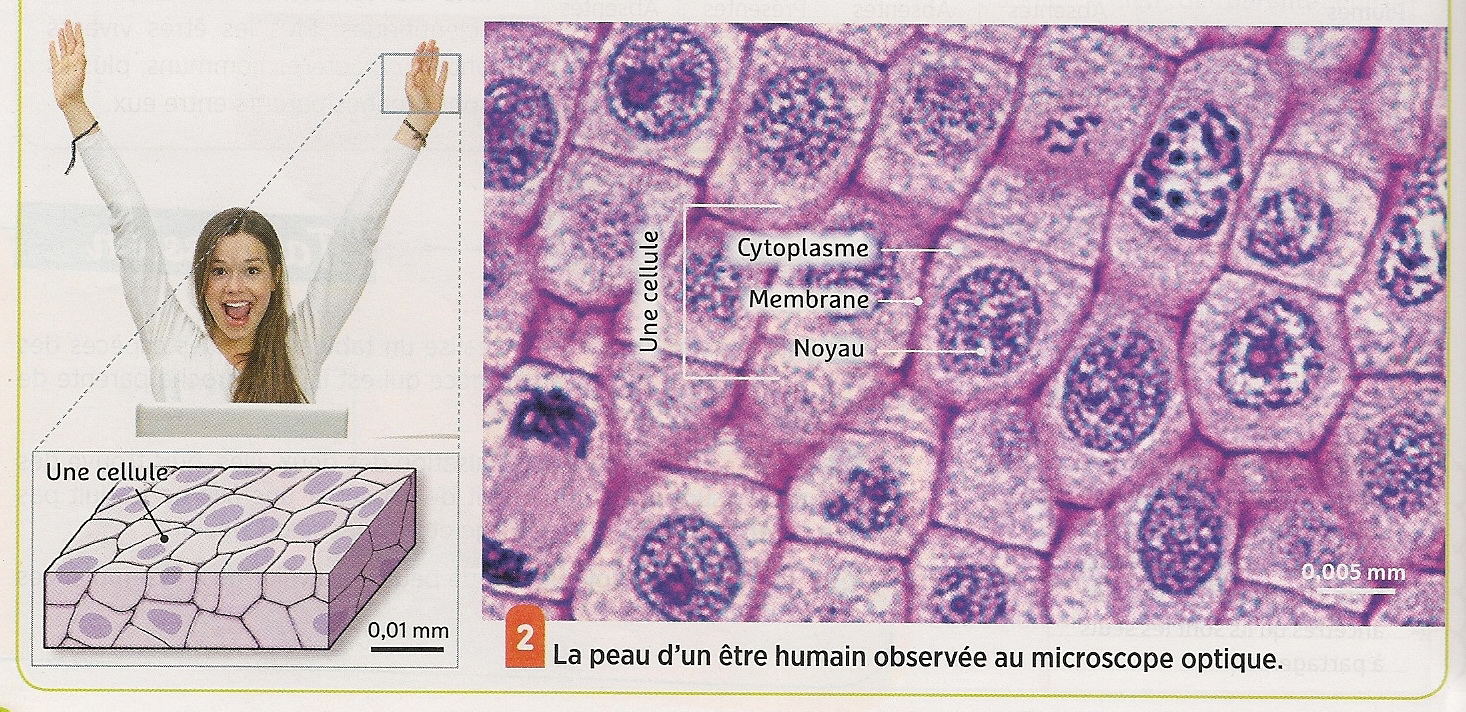 Une cellule
0,01 mm
Une cellule
Cytoplasme
Membrane
Noyau
0,005 mm
2
La peau d'un être humain observée au microscope optique.